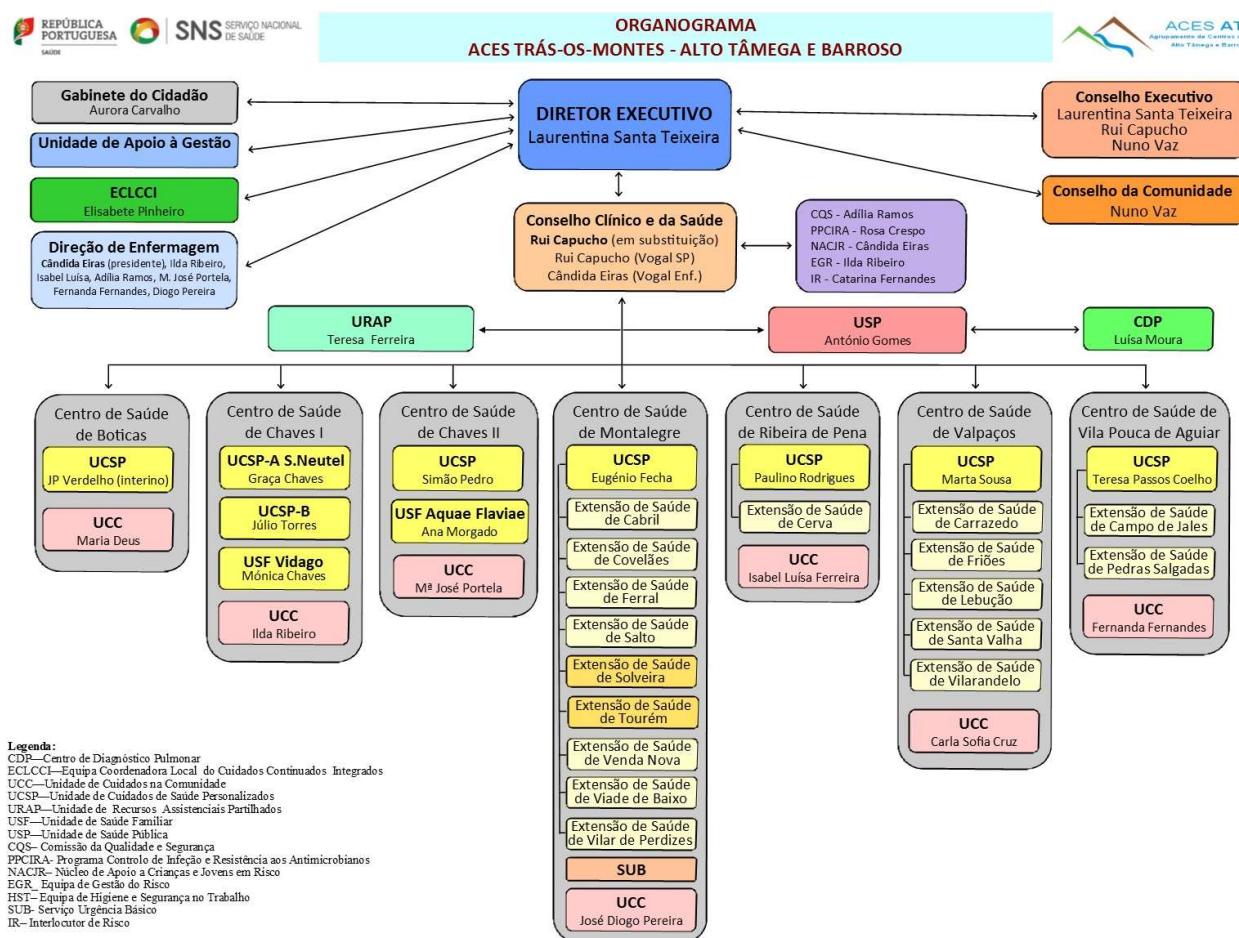 REPÚBLICA
PORTUGUESA
SAÚDE
SNS
SERVIÇO NACIONAL
DE SAÚDE
ORGANOGRAMA
ACES TRÁS-OS-MONTES - ALTO TÂMEGA E BARROSO
ACES AT
Agrupamento de Centros
Alto Tâmega e Barro
Gabinete do Cidadão
Aurora Carvalho
Unidade de Apoio à Gestão
ECLCCI
Elisabete Pinheiro
Direção de Enfermagem
Cândida Eiras (presidente), Ilda Ribeiro,
Isabel Luísa, Adília Ramos, M. José Portela,
Fernanda Fernandes, Diogo Pereira
DIRETOR EXECUTIVO
Laurentina Santa Teixeira
Conselho Executivo
Laurentina Santa Teixeira
Rui Capucho
Nuno Vaz
Conselho da Comunidade
Nuno Vaz
Conselho Clínico e da Saúde
Rui Capucho (em substituição)
Rui Capucho (Vogal SP)
Cândida Eiras (Vogal Enf.)
CQS - Adília Ramos
PPCIRA - Rosa Crespo
NACJR - Cândida Eiras
EGR - Ilda Ribeiro
IR - Catarina Fernandes
URAP
Teresa Ferreira
USP
António Gomes
CDP
Luísa Moura
Centro de Saúde
de Boticas
UCSP
JP Verdelho (interino)
UCC
Maria Deus
Centro de Saúde
de Chaves I
UCSP-A S.Neutel
Graça Chaves
UCSP-B
Júlio Torres
USF Vidago
Mónica Chaves
UCC
Ilda Ribeiro
Centro de Saúde
de Chaves II
UCSP
Simão Pedro
USF Aquae Flaviae
Ana Morgado
UCC
Mª José Portela
Centro de Saúde
de Montalegre
UCSP
Eugénio Fecha
Extensão de Saúde
de Cabril
Extensão de Saúde
de Covelães
Extensão de Saúde
de Ferral
Extensão de Saúde
de Salto
Extensão de Saúde
de Solveira
Extensão de Saúde
de Tourém
Extensão de Saúde
de Venda Nova
Extensão de Saúde
de Viade de Baixo
Extensão de Saúde
de Vilar de Perdizes
SUB
UCC
José Diogo Pereira
Centro de Saúde
de Ribeira de Pena
UCSP
Paulino Rodrigues
Extensão de Saúde
de Cerva
UCC
Isabel Luísa Ferreira
Centro de Saúde
de Valpaços
UCSP
Marta Sousa
Extensão de Saúde
de Carrazedo
Extensão de Saúde
de Friões
Extensão de Saúde
de Lebução
Extensão de Saúde
de Santa Valha
Extensão de Saúde
de Vilarandelo
UCC
Carla Sofia Cruz
Centro de Saúde de
Vila Pouca de Aguiar
UCSP
Teresa Passos Coelho
Extensão de Saúde
de Campo de Jales
Extensão de Saúde
de Pedras Salgadas
UCC
Fernanda Fernandes
Legenda:
CDP—Centro de Diagnóstico Pulmonar
ECLCCI—Equipa Coordenadora Local do Cuidados Continuados Integrados
UCC—Unidade de Cuidados na Comunidade
UCSP—Unidade de Cuidados de Saúde Personalizados
URAP—Unidade de Recursos Assistenciais Partilhados
USF—Unidade de Saúde Familiar
USP—Unidade de Saúde Pública
CQS– Comissão da Qualidade e Segurança
PPCIRA- Programa Controlo de Infeção e Resistência aos Antimicrobianos
NACJR– Núcleo de Apoio a Crianças e Jovens em Risco
EGR_ Equipa de Gestão do Risco
HST– Equipa de Higiene e Segurança no Trabalho
SUB- Serviço Urgência Básico
IR– Interlocutor de Risco